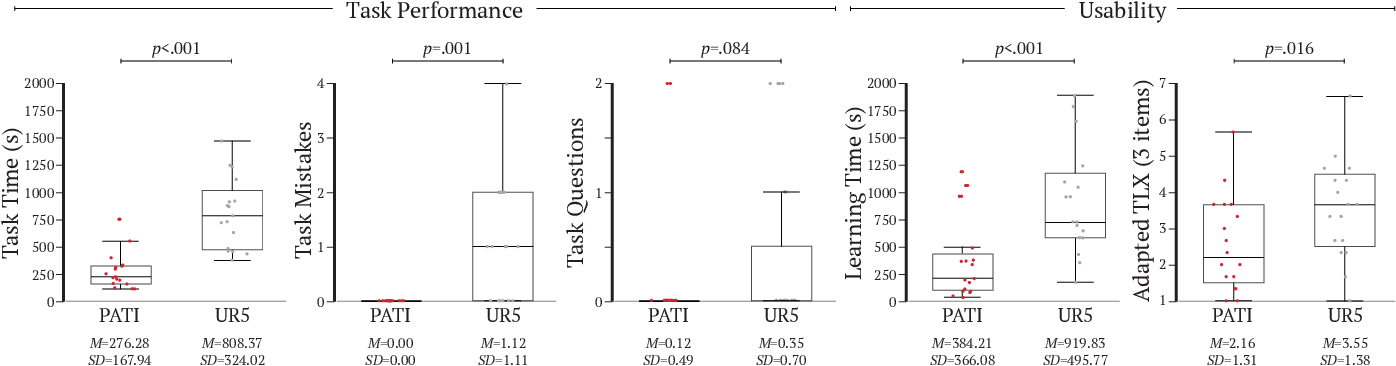 Task Performance
Usability
p<.001
p=.001
p=.084
p<.001
p=.016
Task Time (s)
2000
1750
1500
1250
1000
750
500
250
0
PATI
UR5
M=276.28
SD=167.94
M=808.37
SD=324.02
Task Mistakes
4
3
2
1
0
PATI
UR5
M=0.00
SD=0.00
M=1.12
SD=1.11
Task Questions
2
1
0
PATI
UR5
M=0.12
SD=0.49
M=0.35
SD=0.70
Learning Time (s)
2000
1750
1500
1250
1000
750
500
250
0
PATI
UR5
M=384.21
SD=366.08
M=919.83
SD=495.77
Adapted TLX (3 items)
7
6
5
4
3
2
1
PATI
UR5
M=2.16
SD=1.31
M=3.55
SD=1.38